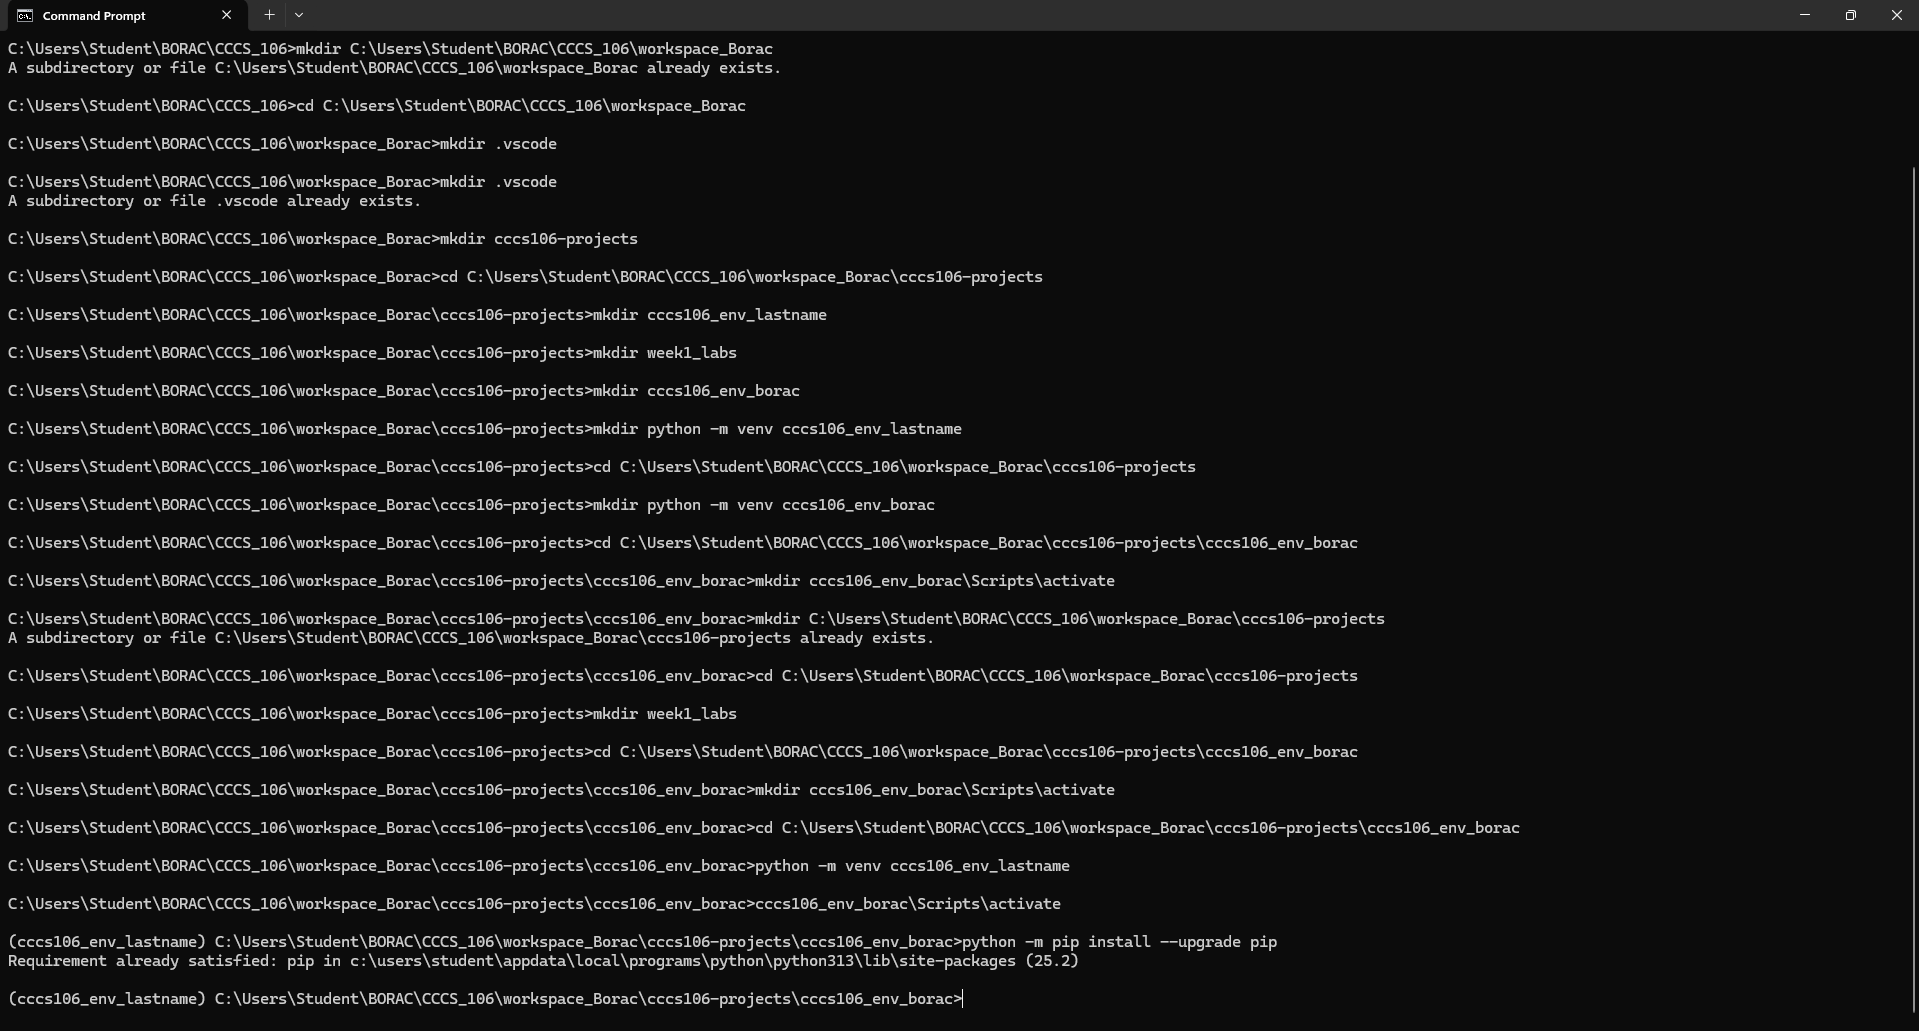 Command Prompt
C:\Users\Student\BORAC\CCCS_106>mkdir C:\Users\Student\BORAC\CCCS_106\workspace_Borac
A subdirectory or file C:\Users\Student\BORAC\CCCS_106\workspace_Borac already exists.
C:\Users\Student\BORAC\CCCS_106>cd C:\Users\Student\BORAC\CCCS_106\workspace_Borac
C:\Users\Student\BORAC\CCCS_106\workspace_Borac>mkdir .vscode
C:\Users\Student\BORAC\CCCS_106\workspace_Borac>mkdir .vscode
A subdirectory or file .vscode already exists.
C:\Users\Student\BORAC\CCCS_106\workspace_Borac>mkdir cccs106-projects
C:\Users\Student\BORAC\CCCS_106\workspace_Borac>cd C:\Users\Student\BORAC\CCCS_106\workspace_Borac\cccs106-projects
C:\Users\Student\BORAC\CCCS_106\workspace_Borac\cccs106-projects>mkdir cccs106_env_lastname
C:\Users\Student\BORAC\CCCS_106\workspace_Borac\cccs106-projects>mkdir week1_labs
C:\Users\Student\BORAC\CCCS_106\workspace_Borac\cccs106-projects>mkdir cccs106_env_borac
C:\Users\Student\BORAC\CCCS_106\workspace_Borac\cccs106-projects>mkdir python -m venv cccs106_env_lastname
C:\Users\Student\BORAC\CCCS_106\workspace_Borac\cccs106-projects>cd C:\Users\Student\BORAC\CCCS_106\workspace_Borac\cccs106-projects
C:\Users\Student\BORAC\CCCS_106\workspace_Borac\cccs106-projects>mkdir python -m venv cccs106_env_borac
C:\Users\Student\BORAC\CCCS_106\workspace_Borac\cccs106-projects>cd C:\Users\Student\BORAC\CCCS_106\workspace_Borac\cccs106-projects\cccs106_env_borac
C:\Users\Student\BORAC\CCCS_106\workspace_Borac\cccs106-projects\cccs106_env_borac>mkdir cccs106_env_borac\Scripts\activate
C:\Users\Student\BORAC\CCCS_106\workspace_Borac\cccs106-projects\cccs106_env_borac>mkdir C:\Users\Student\BORAC\CCCS_106\workspace_Borac\cccs106-projects
A subdirectory or file C:\Users\Student\BORAC\CCCS_106\workspace_Borac\cccs106-projects already exists.
C:\Users\Student\BORAC\CCCS_106\workspace_Borac\cccs106-projects\cccs106_env_borac>cd C:\Users\Student\BORAC\CCCS_106\workspace_Borac\cccs106-projects
C:\Users\Student\BORAC\CCCS_106\workspace_Borac\cccs106-projects>mkdir week1_labs
C:\Users\Student\BORAC\CCCS_106\workspace_Borac\cccs106-projects>cd C:\Users\Student\BORAC\CCCS_106\workspace_Borac\cccs106-projects\cccs106_env_borac
C:\Users\Student\BORAC\CCCS_106\workspace_Borac\cccs106-projects\cccs106_env_borac>mkdir cccs106_env_borac\Scripts\activate
C:\Users\Student\BORAC\CCCS_106\workspace_Borac\cccs106-projects\cccs106_env_borac>cd C:\Users\Student\BORAC\CCCS_106\workspace_Borac\cccs106-projects\cccs106_env_borac
C:\Users\Student\BORAC\CCCS_106\workspace_Borac\cccs106-projects\cccs106_env_borac>python -m venv cccs106_env_lastname
C:\Users\Student\BORAC\CCCS_106\workspace_Borac\cccs106-projects\cccs106_env_borac>cccs106_env_borac\Scripts\activate
(cccs106_env_lastname) C:\Users\Student\BORAC\CCCS_106\workspace_Borac\cccs106-projects\cccs106_env_borac>python -m pip install --upgrade pip
Requirement already satisfied: pip in c:\users\student\appdata\local\programs\python\python313\lib\site-packages (25.2)
(cccs106_env_lastname) C:\Users\Student\BORAC\CCCS_106\workspace_Borac\cccs106-projects\cccs106_env_borac>